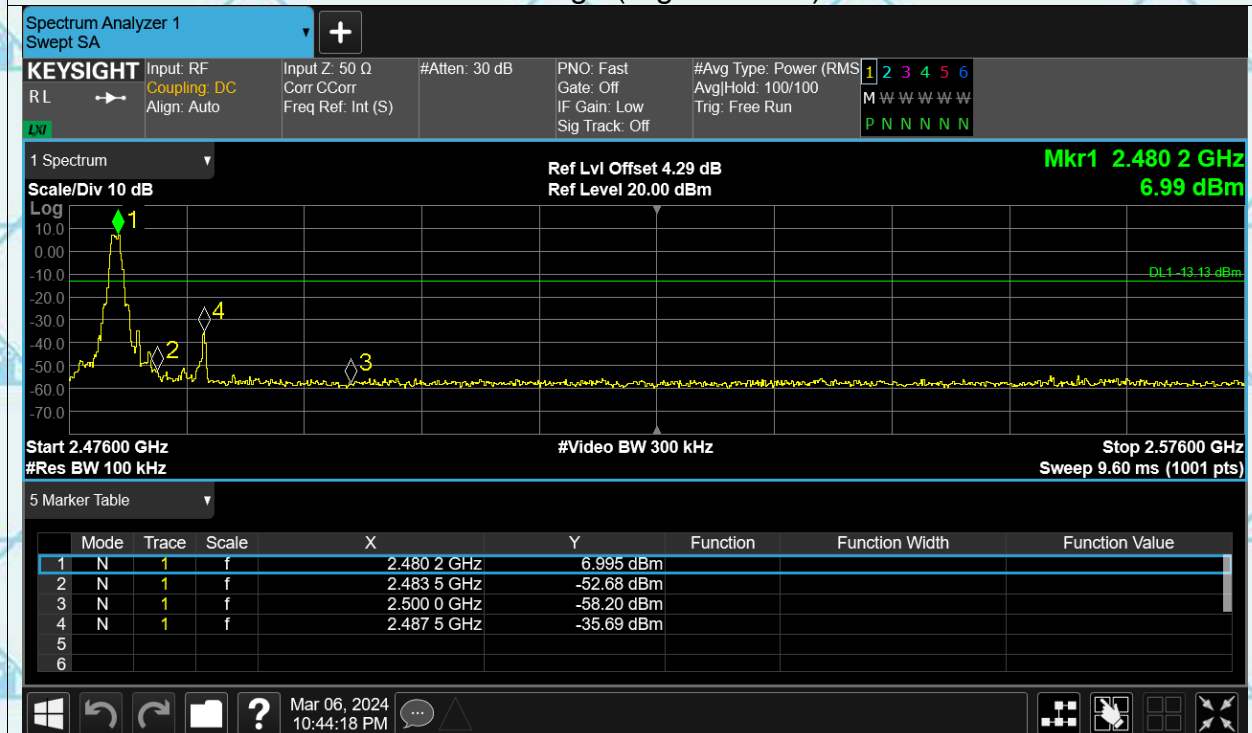 Spectrum Analyzer 1
Swept SA
+
KEYSIGHT Input: RF Input Z: 50 Ω #Atten: 30 dB PNO: Fast #Avg Type: Power (RMS 1 2 3 4 5 6
R L Coupling: DC Corr CCorr Gate: Off Avg|Hold: 100/100 M W W W W W
Align: Auto Freq Ref: Int (S) IF Gain: Low Trig: Free Run
LXI Sig Track: Off P N N N N N
1 Spectrum Ref Lvl Offset 4.29 dB Mkr1 2.480 2 GHz
Scale/Div 10 dB Ref Level 20.00 dBm 6.99 dBm
Log
1
10.0
0.00
-10.0 DL1 -13.13 dBm
-20.0
4
-30.0
-40.0
2
3
-50.0
-60.0
-70.0
Start 2.47600 GHz #Video BW 300 kHz Stop 2.57600 GHz
#Res BW 100 kHz Sweep 9.60 ms (1001 pts)
5 Marker Table
Mode Trace Scale X Y Function Function Width Function Value
1 N 1 f 2.480 2 GHz 6.995 dBm
2 N 1 f 2.483 5 GHz -52.68 dBm
3 N 1 f 2.500 0 GHz -58.20 dBm
4 N 1 f 2.487 5 GHz -35.69 dBm
5
6
? Mar 06, 2024
10:44:18 PM